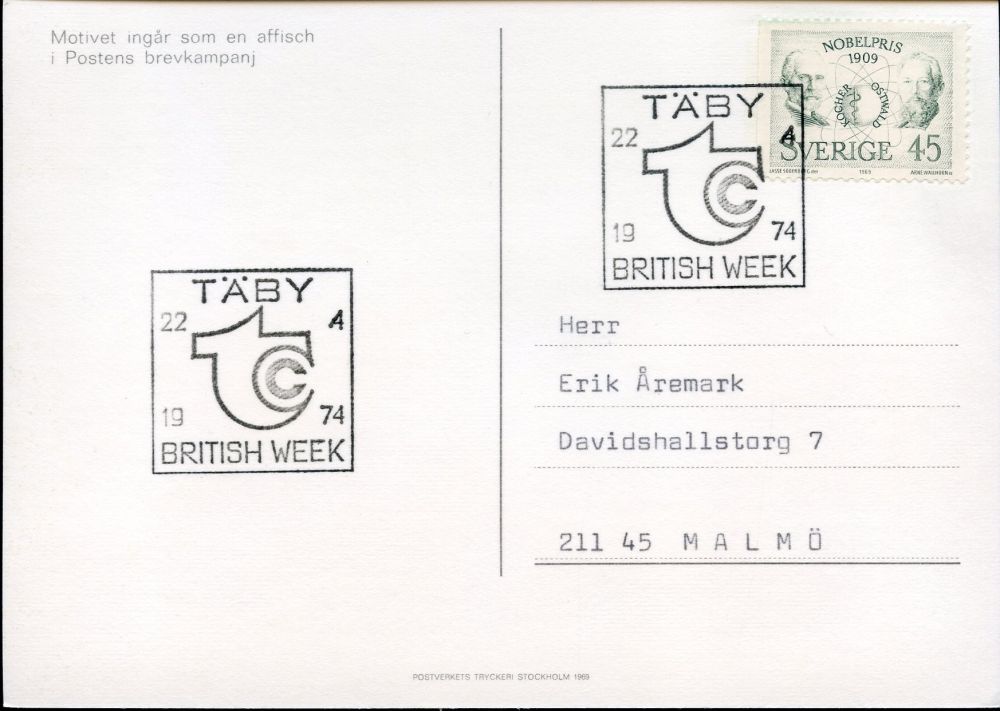 Motivet ingår som en affisch
i Postens brevkampanj
NOBELPRIS
1909
KOCHER
OSTWALD
SVERIGE 45
1969
TÄBY
22 4
C
19 74
BRITISH WEEK
TÄBY
22 4
C
19 74
BRITISH WEEK
Herr
Erik Åremark
Davidshallstorg 7
211 45 MALMÖ
POSTVERKETS TRYCKERI STOCKHOLM 1969